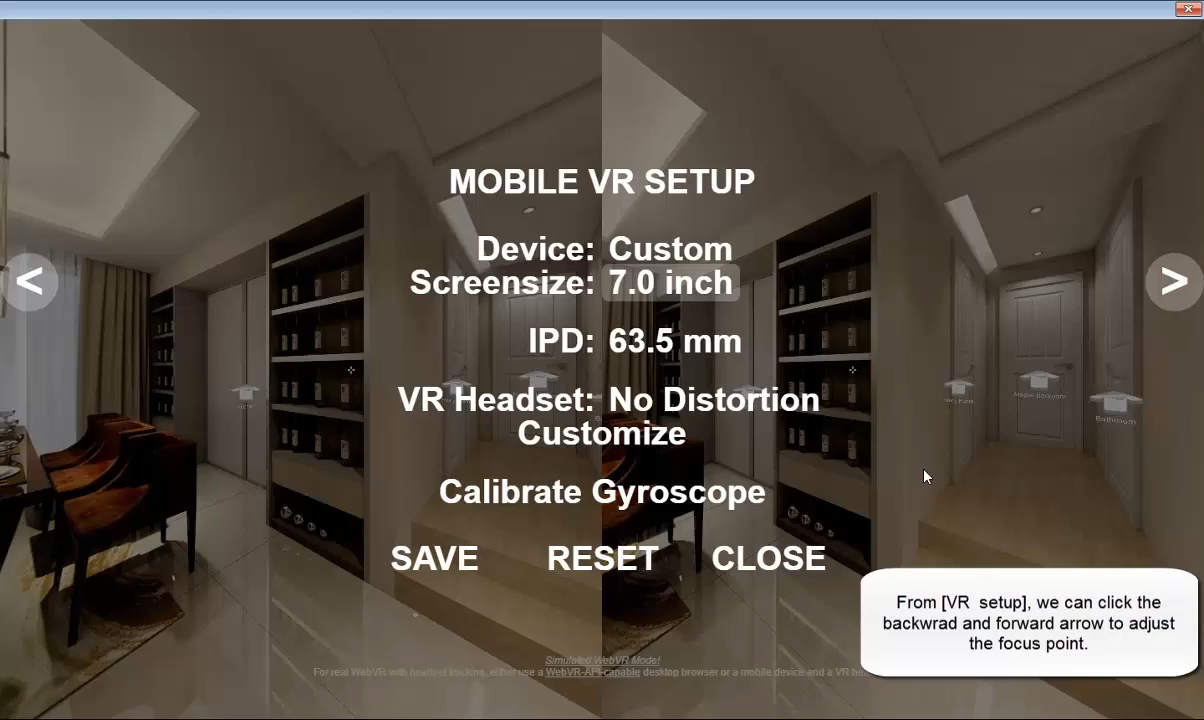 MOBILE VR SETUP
Device: Custom
Screensize: 7.0 inch
IPD: 63.5 mm
VR Headset: No Distortion
Customize
Calibrate Gyroscope
SAVE RESET CLOSE
<
>
Master Bedroom
Bathroom
From [VR setup], we can click the
backwrad and forward arrow to adjust
the focus point.
Simulated WebVR Mode!
For real WebVR with headset tracking, either use a WebVR-API-capable desktop browser or a mobile device and a VR